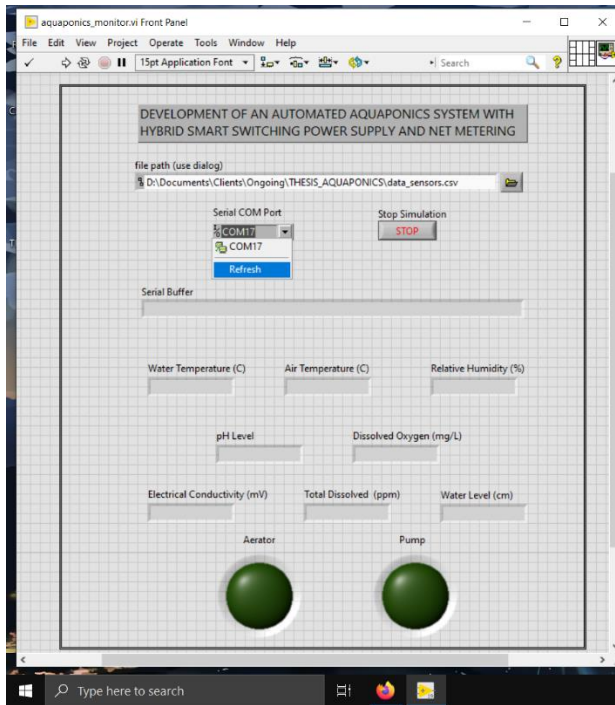 aquaponics_monitor.vi Front Panel
File Edit View Project Operate Tools Window Help
15pt Application Font
Search
DEVELOPMENT OF AN AUTOMATED AQUAPONICS SYSTEM WITH
HYBRID SMART SWITCHING POWER SUPPLY AND NET METERING
file path (use dialog)
D:\Documents\Clients\Ongoing\THESIS_AQUAPONICS\data_sensors.csv
Serial COM Port
Stop Simulation
COM17
STOP
COM17
Refresh
Serial Buffer
Water Temperature (C)
Air Temperature (C)
Relative Humidity (%)
pH Level
Dissolved Oxygen (mg/L)
Electrical Conductivity (mV)
Total Dissolved (ppm)
Water Level (cm)
Aerator
Pump
Type here to search